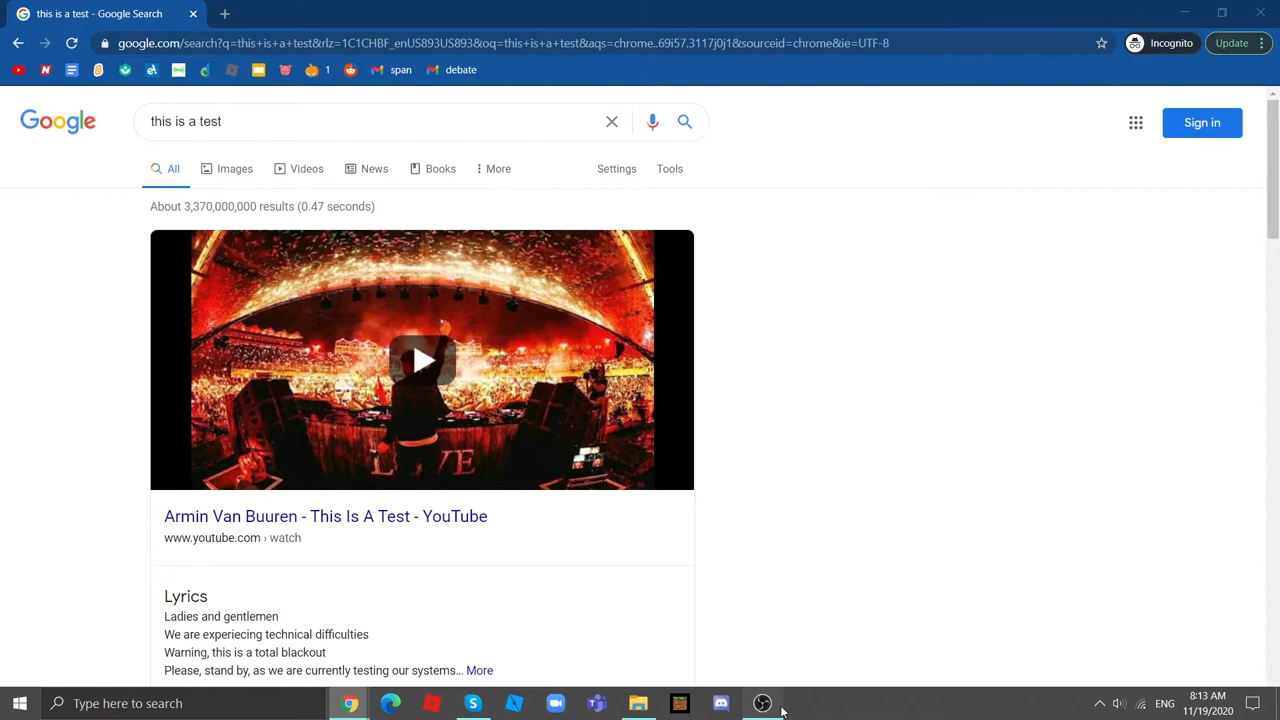 this is a test - Google Search
google.com/search?q=this+is+a+test&rlz=1C1CHBF_enUS893US893&oq=this+is+a+test&aqs=chrome..69i57.3117j0j1&sourceid=chrome&ie=UTF-8
Incognito
Update
1
span
debate
Google
this is a test
Sign in
All
Images
Videos
News
Books
More
Settings
Tools
About 3,370,000,000 results (0.47 seconds)
Armin Van Buuren - This Is A Test - YouTube
www.youtube.com › watch
Lyrics
Ladies and gentlemen
We are experiecing technical difficulties
Warning, this is a total blackout
Please, stand by, as we are currently testing our systems... More
Type here to search
ENG
8:13 AM
11/19/2020